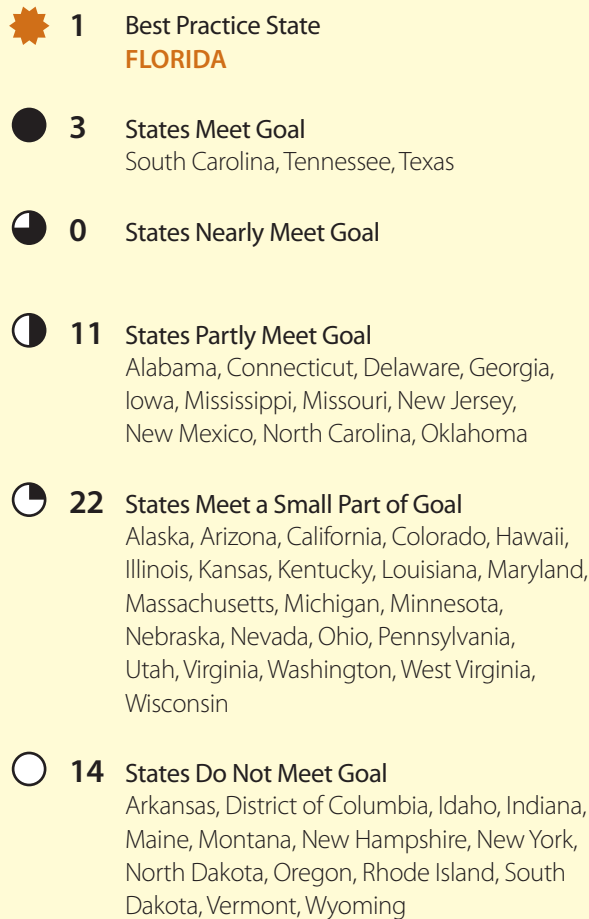 1 Best Practice State
FLORIDA
3 States Meet Goal
South Carolina, Tennessee, Texas
0 States Nearly Meet Goal
11 States Partly Meet Goal
Alabama, Connecticut, Delaware, Georgia,
Iowa, Mississippi, Missouri, New Jersey,
New Mexico, North Carolina, Oklahoma
22 States Meet a Small Part of Goal
Alaska, Arizona, California, Colorado, Hawaii,
Illinois, Kansas, Kentucky, Louisiana, Maryland,
Massachusetts, Michigan, Minnesota,
Nebraska, Nevada, Ohio, Pennsylvania,
Utah, Virginia, Washington, West Virginia,
Wisconsin
14 States Do Not Meet Goal
Arkansas, District of Columbia, Idaho, Indiana,
Maine, Montana, New Hampshire, New York,
North Dakota, Oregon, Rhode Island, South
Dakota, Vermont, Wyoming